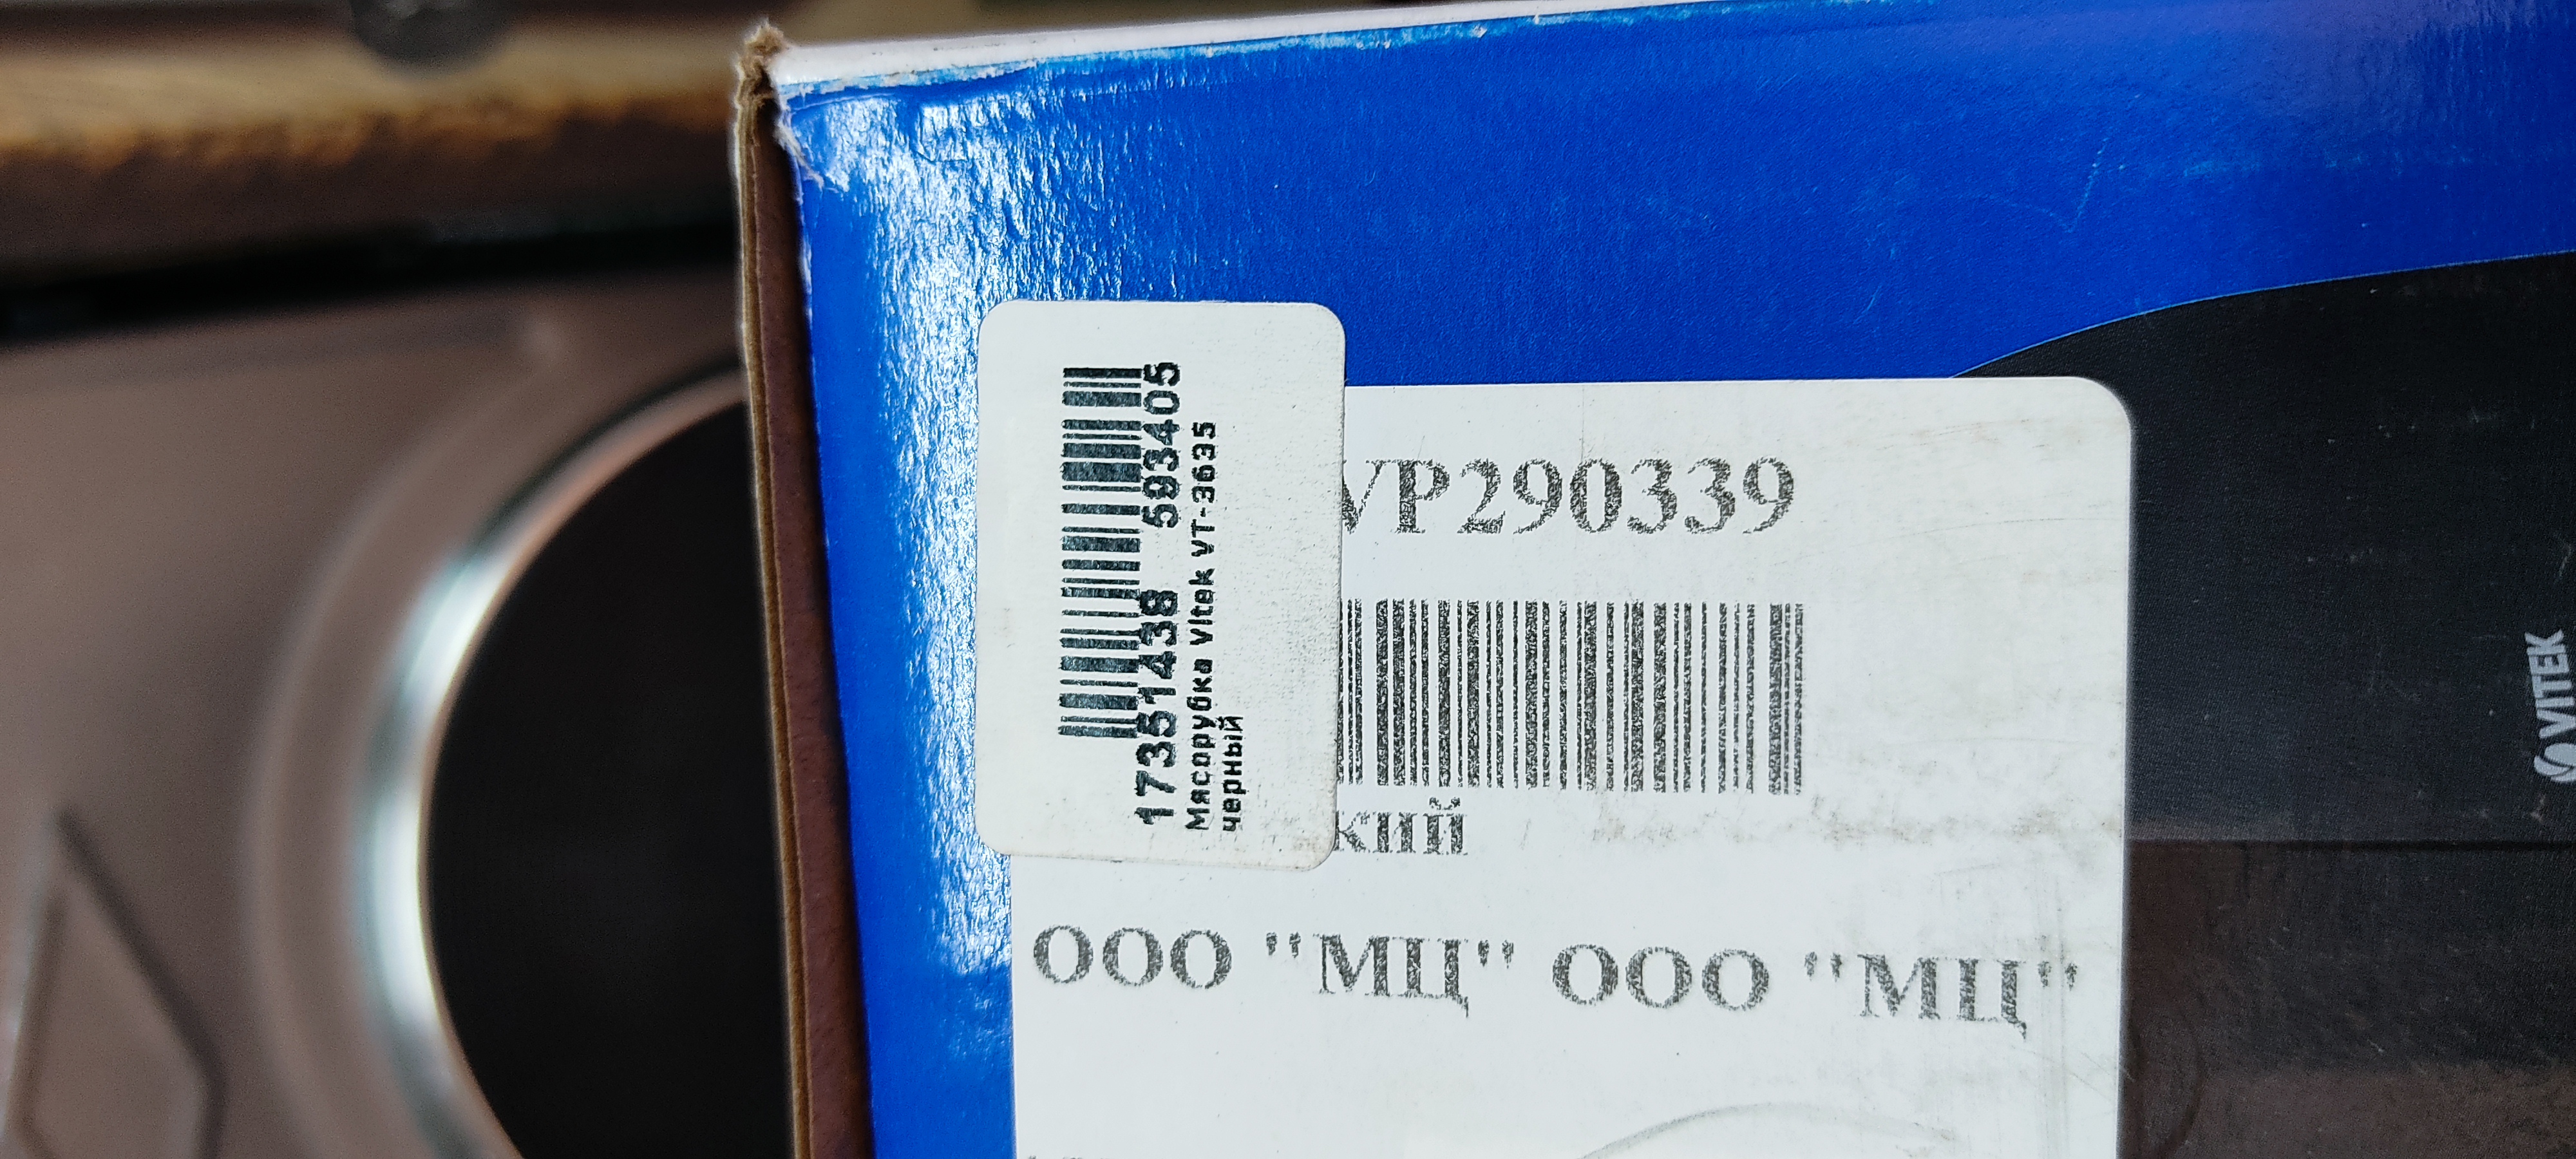 17351438 593405
Мясорубка Vitek VT-3635
черный
VP290339
кий
ООО "МЦ" ООО "МЦ"
VITEK